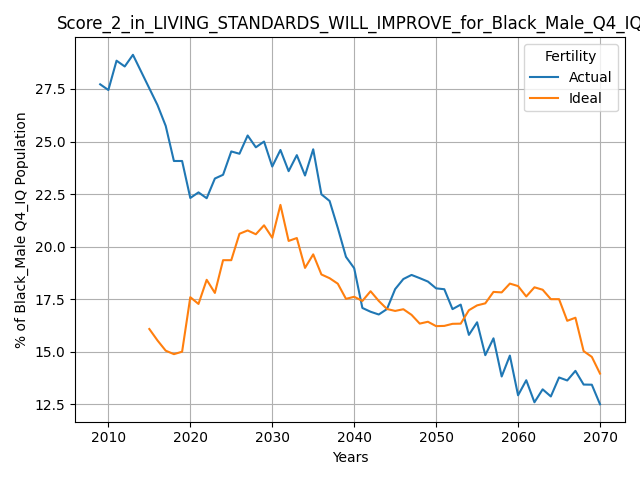 Score_2_in_LIVING_STANDARDS_WILL_IMPROVE_for_Black_Male_Q4_IQ
Fertility
Actual
Ideal
% of Black_Male Q4_IQ Population
27.5
25.0
22.5
20.0
17.5
15.0
12.5
2010 2020 2030 2040 2050 2060 2070
Years